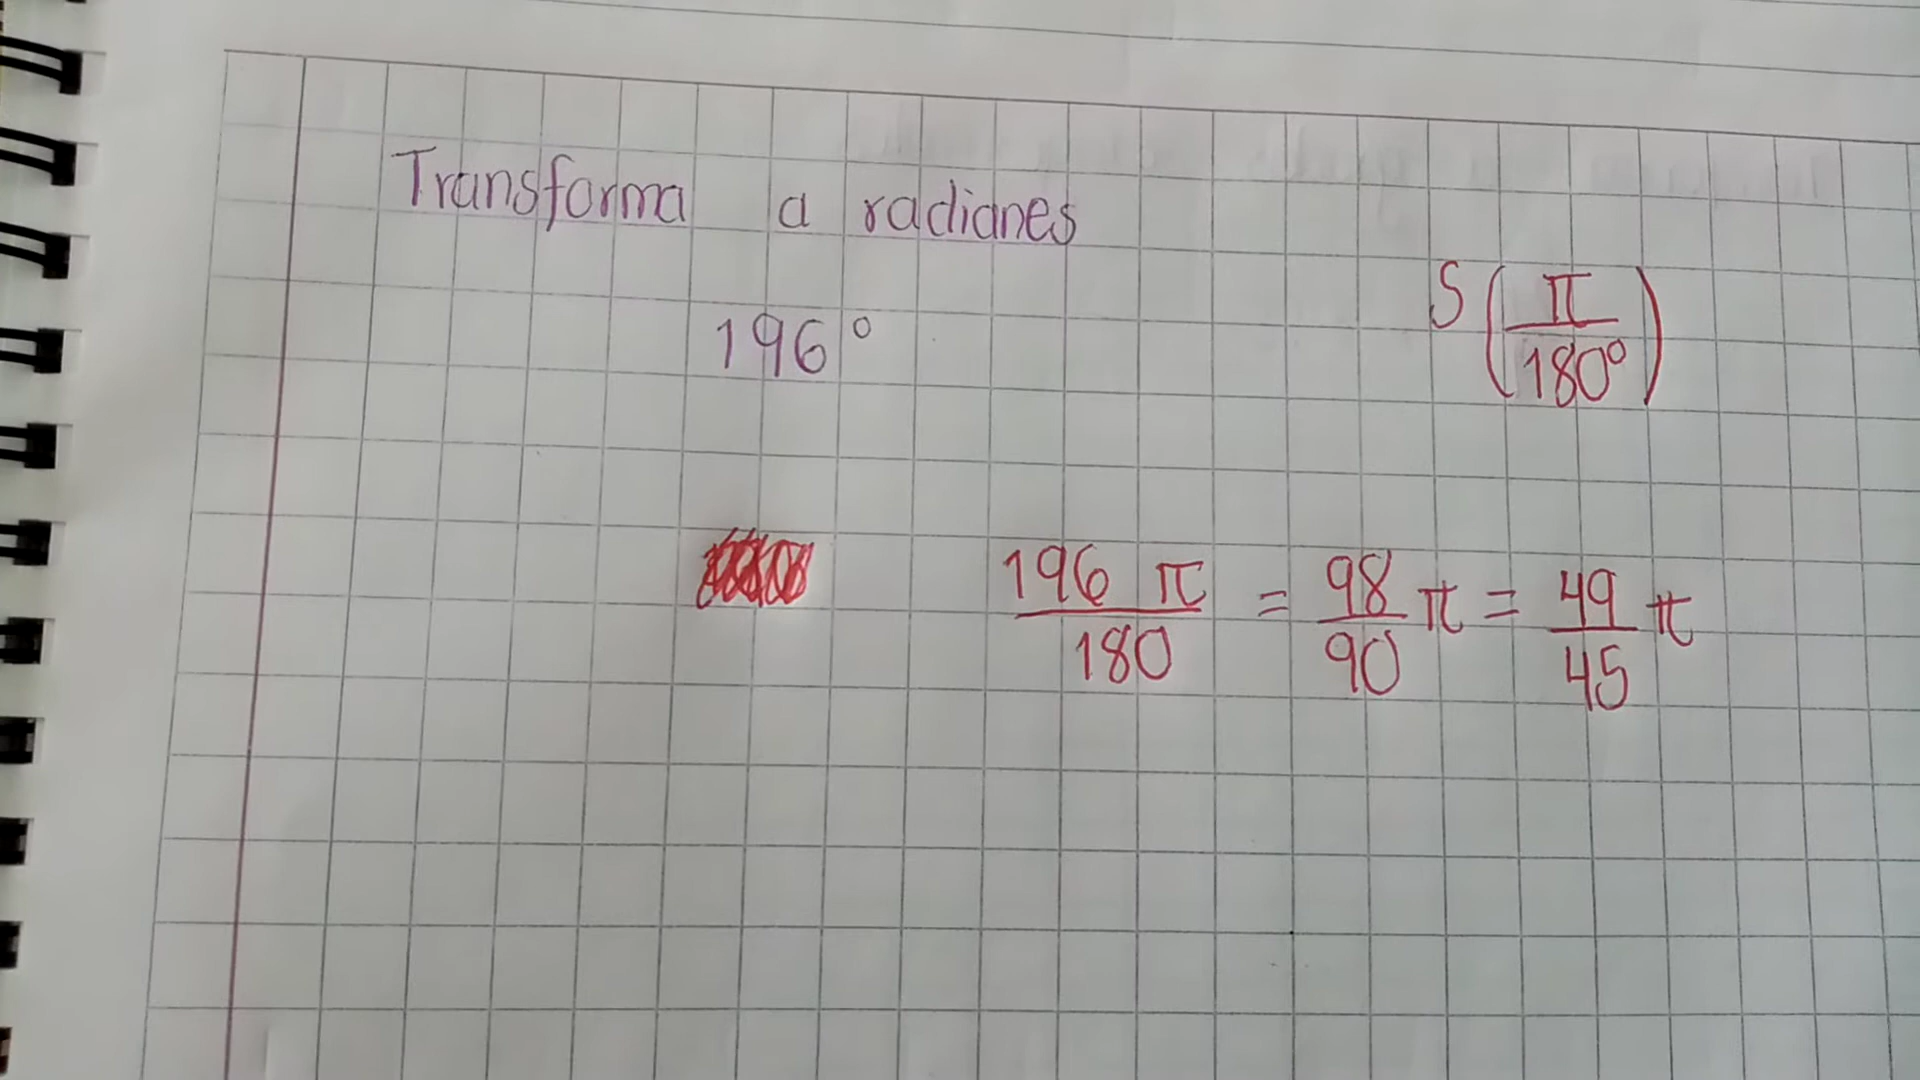 Transforma a radianes
196° S(π/180°)
196 π/180 = 98/90 π = 49/45 π